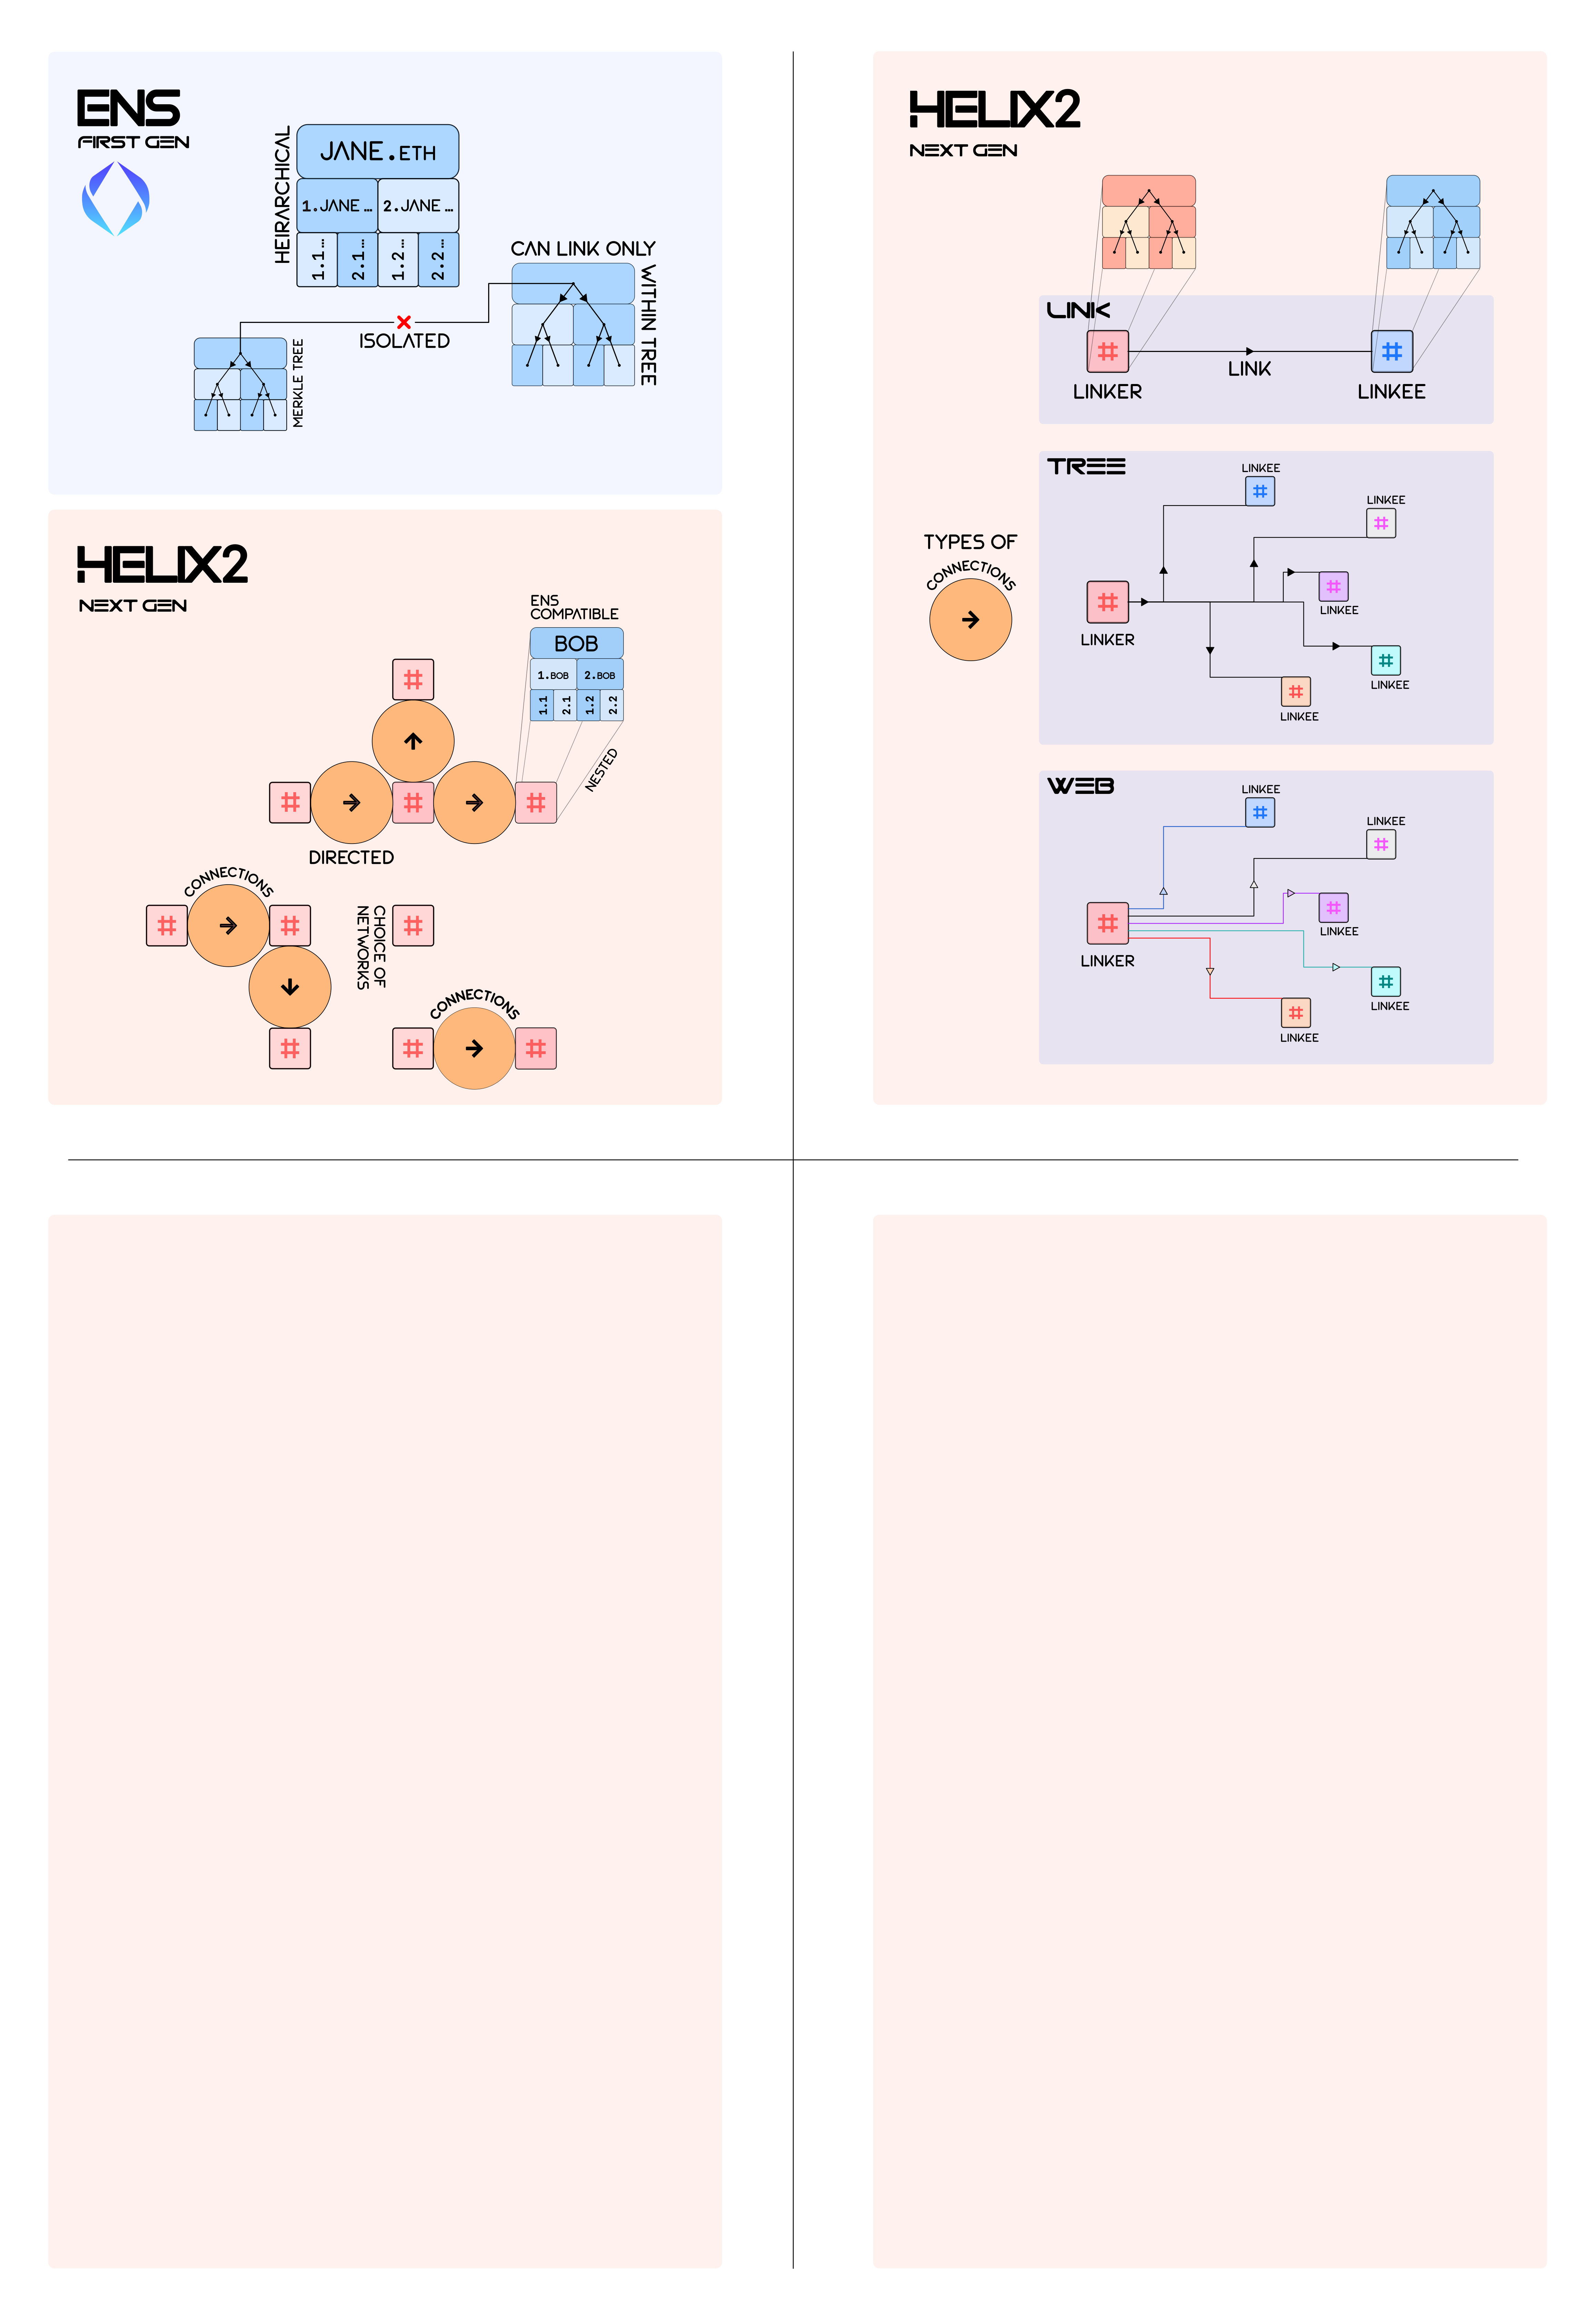 ENS
FIRST GEN
HEIRARCHICAL
JANE.ETH
1.JANE …
2.JANE …
1.1…
2.1…
1.2…
2.2…
CAN LINK ONLY
WITHIN TREE
ISOLATED
MERKLE TREE
HELIX2
NEXT GEN
ENS
COMPATIBLE
BOB
1.BOB
2.BOB
1.1
2.1
1.2
2.2
NESTED
#
#
#
#
DIRECTED
CONNECTIONS
#
#
CHOICE OF
NETWORKS
#
#
CONNECTIONS
#
#
HELIX2
NEXT GEN
LINK
#
#
LINK
LINKER
LINKEE
TYPES OF
CONNECTIONS
TREE
LINKEE
#
LINKEE
#
#
LINKEE
#
LINKER
#
LINKEE
#
LINKEE
WEB
LINKEE
#
LINKEE
#
#
LINKEE
#
LINKER
#
LINKEE
#
LINKEE